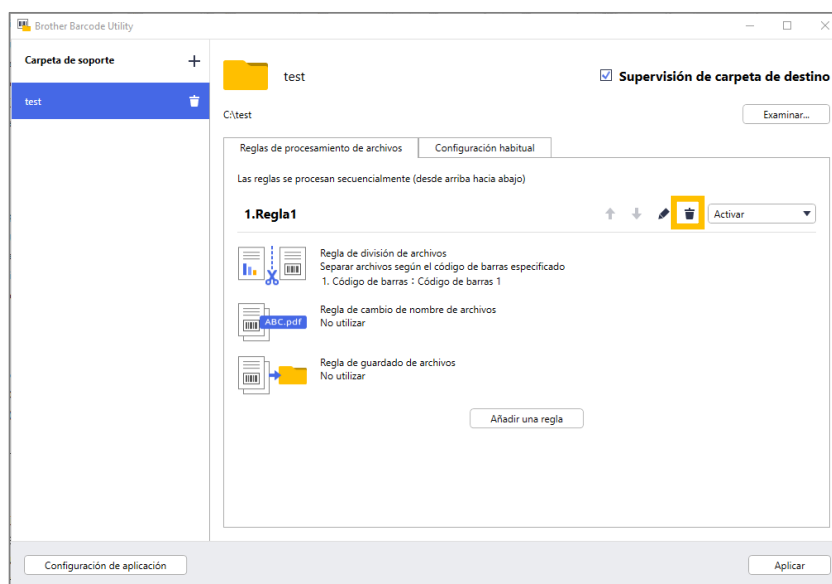 Brother Barcode Utility
Carpeta de soporte
test
test
Supervisión de carpeta de destino
C:\test
Examinar...
Reglas de procesamiento de archivos
Configuración habitual
Las reglas se procesan secuencialmente (desde arriba hacia abajo)
1.Regla1
Activar
Regla de división de archivos
Separar archivos según el código de barras especificado
1. Código de barras : Código de barras 1
Regla de cambio de nombre de archivos
ABC.pdf
No utilizar
Regla de guardado de archivos
No utilizar
Añadir una regla
Configuración de aplicación
Aplicar